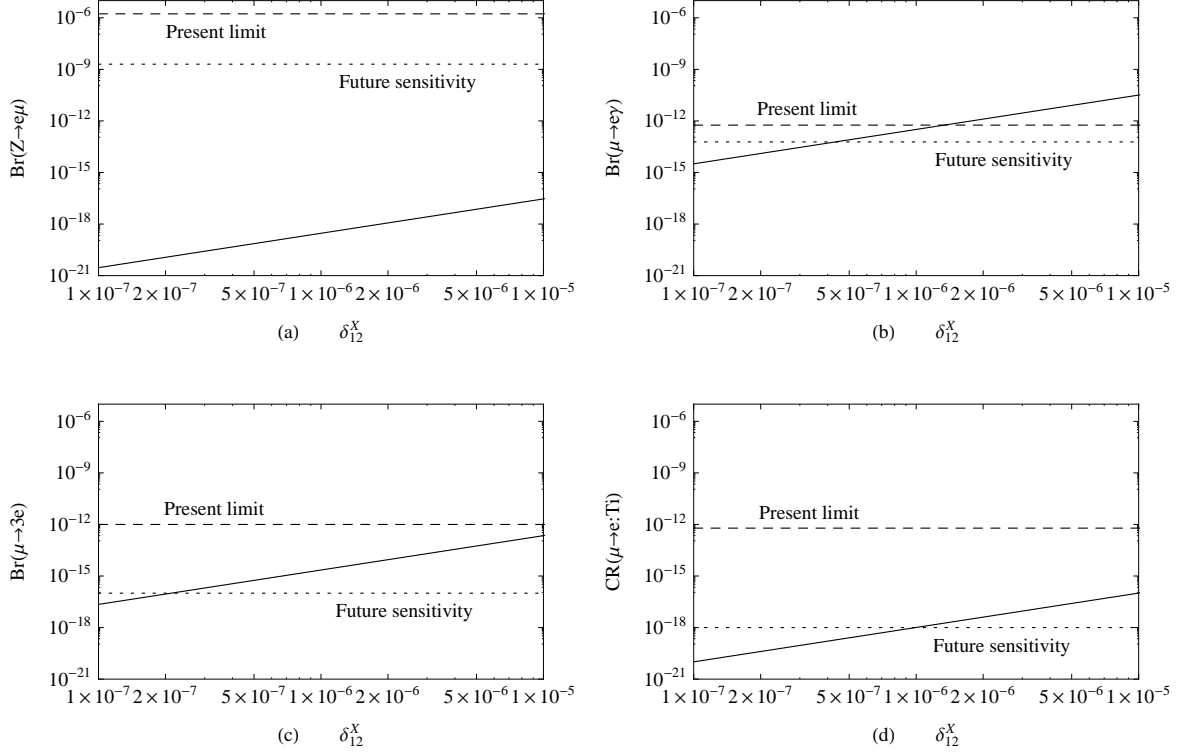 10⁻⁶
Present limit
10⁻⁹
Future sensitivity
10⁻¹²
10⁻¹⁵
10⁻¹⁸
10⁻²¹
Br(Z→eμ)
1×10⁻⁷ 2×10⁻⁷ 5×10⁻⁷ 1×10⁻⁶ 2×10⁻⁶ 5×10⁻⁶ 1×10⁻⁵
(a) δ₁₂ˣ
10⁻⁶
10⁻⁹
Present limit
10⁻¹²
Future sensitivity
10⁻¹⁵
10⁻¹⁸
10⁻²¹
Br(μ→eγ)
1×10⁻⁷ 2×10⁻⁷ 5×10⁻⁷ 1×10⁻⁶ 2×10⁻⁶ 5×10⁻⁶ 1×10⁻⁵
(b) δ₁₂ˣ
10⁻⁶
10⁻⁹
Present limit
10⁻¹²
10⁻¹⁵
Future sensitivity
10⁻¹⁸
10⁻²¹
Br(μ→3e)
1×10⁻⁷ 2×10⁻⁷ 5×10⁻⁷ 1×10⁻⁶ 2×10⁻⁶ 5×10⁻⁶ 1×10⁻⁵
(c) δ₁₂ˣ
10⁻⁶
10⁻⁹
Present limit
10⁻¹²
10⁻¹⁵
10⁻¹⁸
Future sensitivity
10⁻²¹
CR(μ→e:Ti)
1×10⁻⁷ 2×10⁻⁷ 5×10⁻⁷ 1×10⁻⁶ 2×10⁻⁶ 5×10⁻⁶ 1×10⁻⁵
(d) δ₁₂ˣ